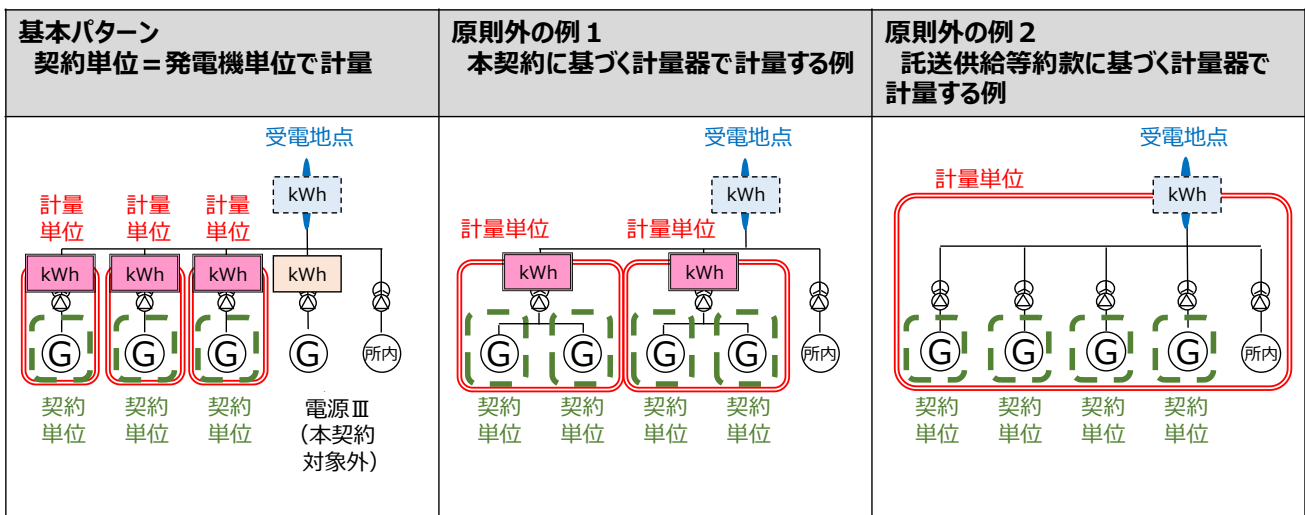 基本パターン
契約単位＝発電機単位で計量
受電地点
kWh
計量
単位
計量
単位
計量
単位
kWh
kWh
kWh
kWh
G
G
G
G
所内
契約
単位
契約
単位
契約
単位
電源Ⅲ
（本契約
対象外）
原則外の例１
本契約に基づく計量器で計量する例
受電地点
kWh
計量単位
計量単位
kWh
kWh
G
G
G
G
所内
契約
単位
契約
単位
契約
単位
契約
単位
原則外の例２
託送供給等約款に基づく計量器で
計量する例
受電地点
計量単位
kWh
G
G
G
G
所内
契約
単位
契約
単位
契約
単位
契約
単位